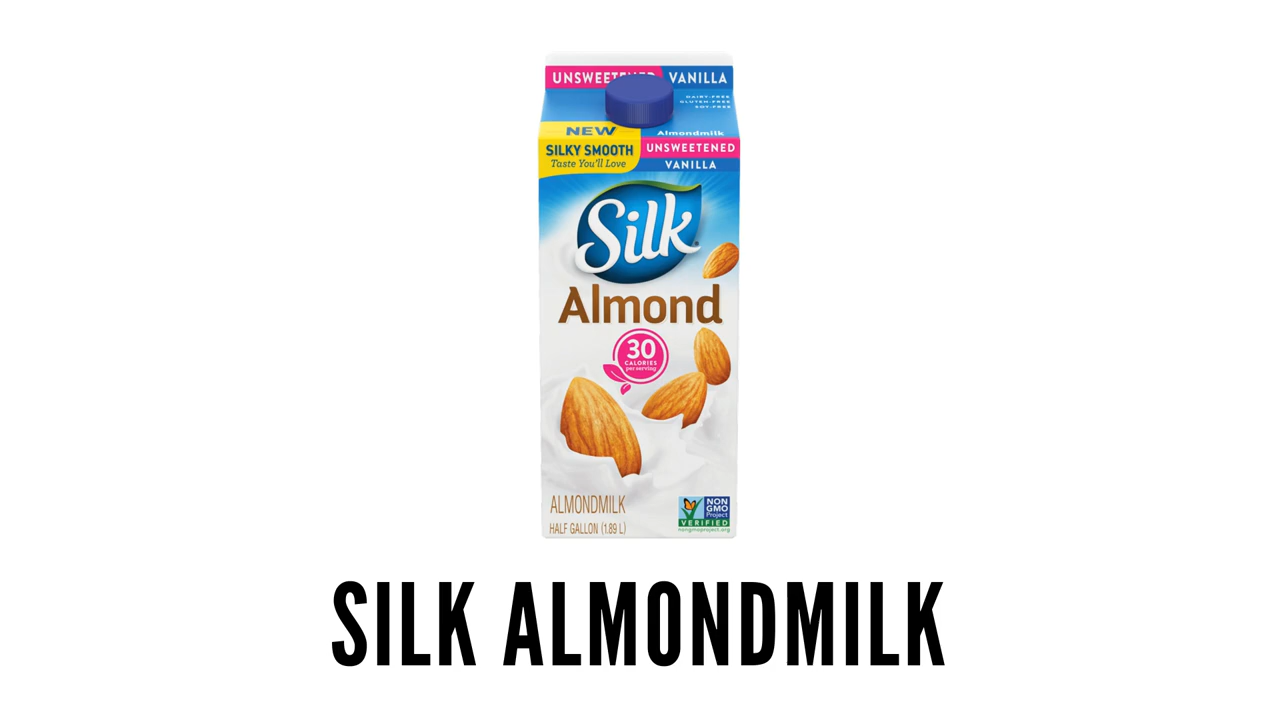 UNSWEETENED VANILLA
DAIRY-FREE
GLUTEN-FREE
SOY-FREE
NEW
SILKY SMOOTH
Taste You'll Love
Almondmilk
UNSWEETENED
VANILLA
Silk
Almond
30
CALORIES
per serving
ALMONDMILK
HALF GALLON (1.89 L)
NON
GMO
Project
VERIFIED
nongmoproject.org
SILK ALMONDMILK